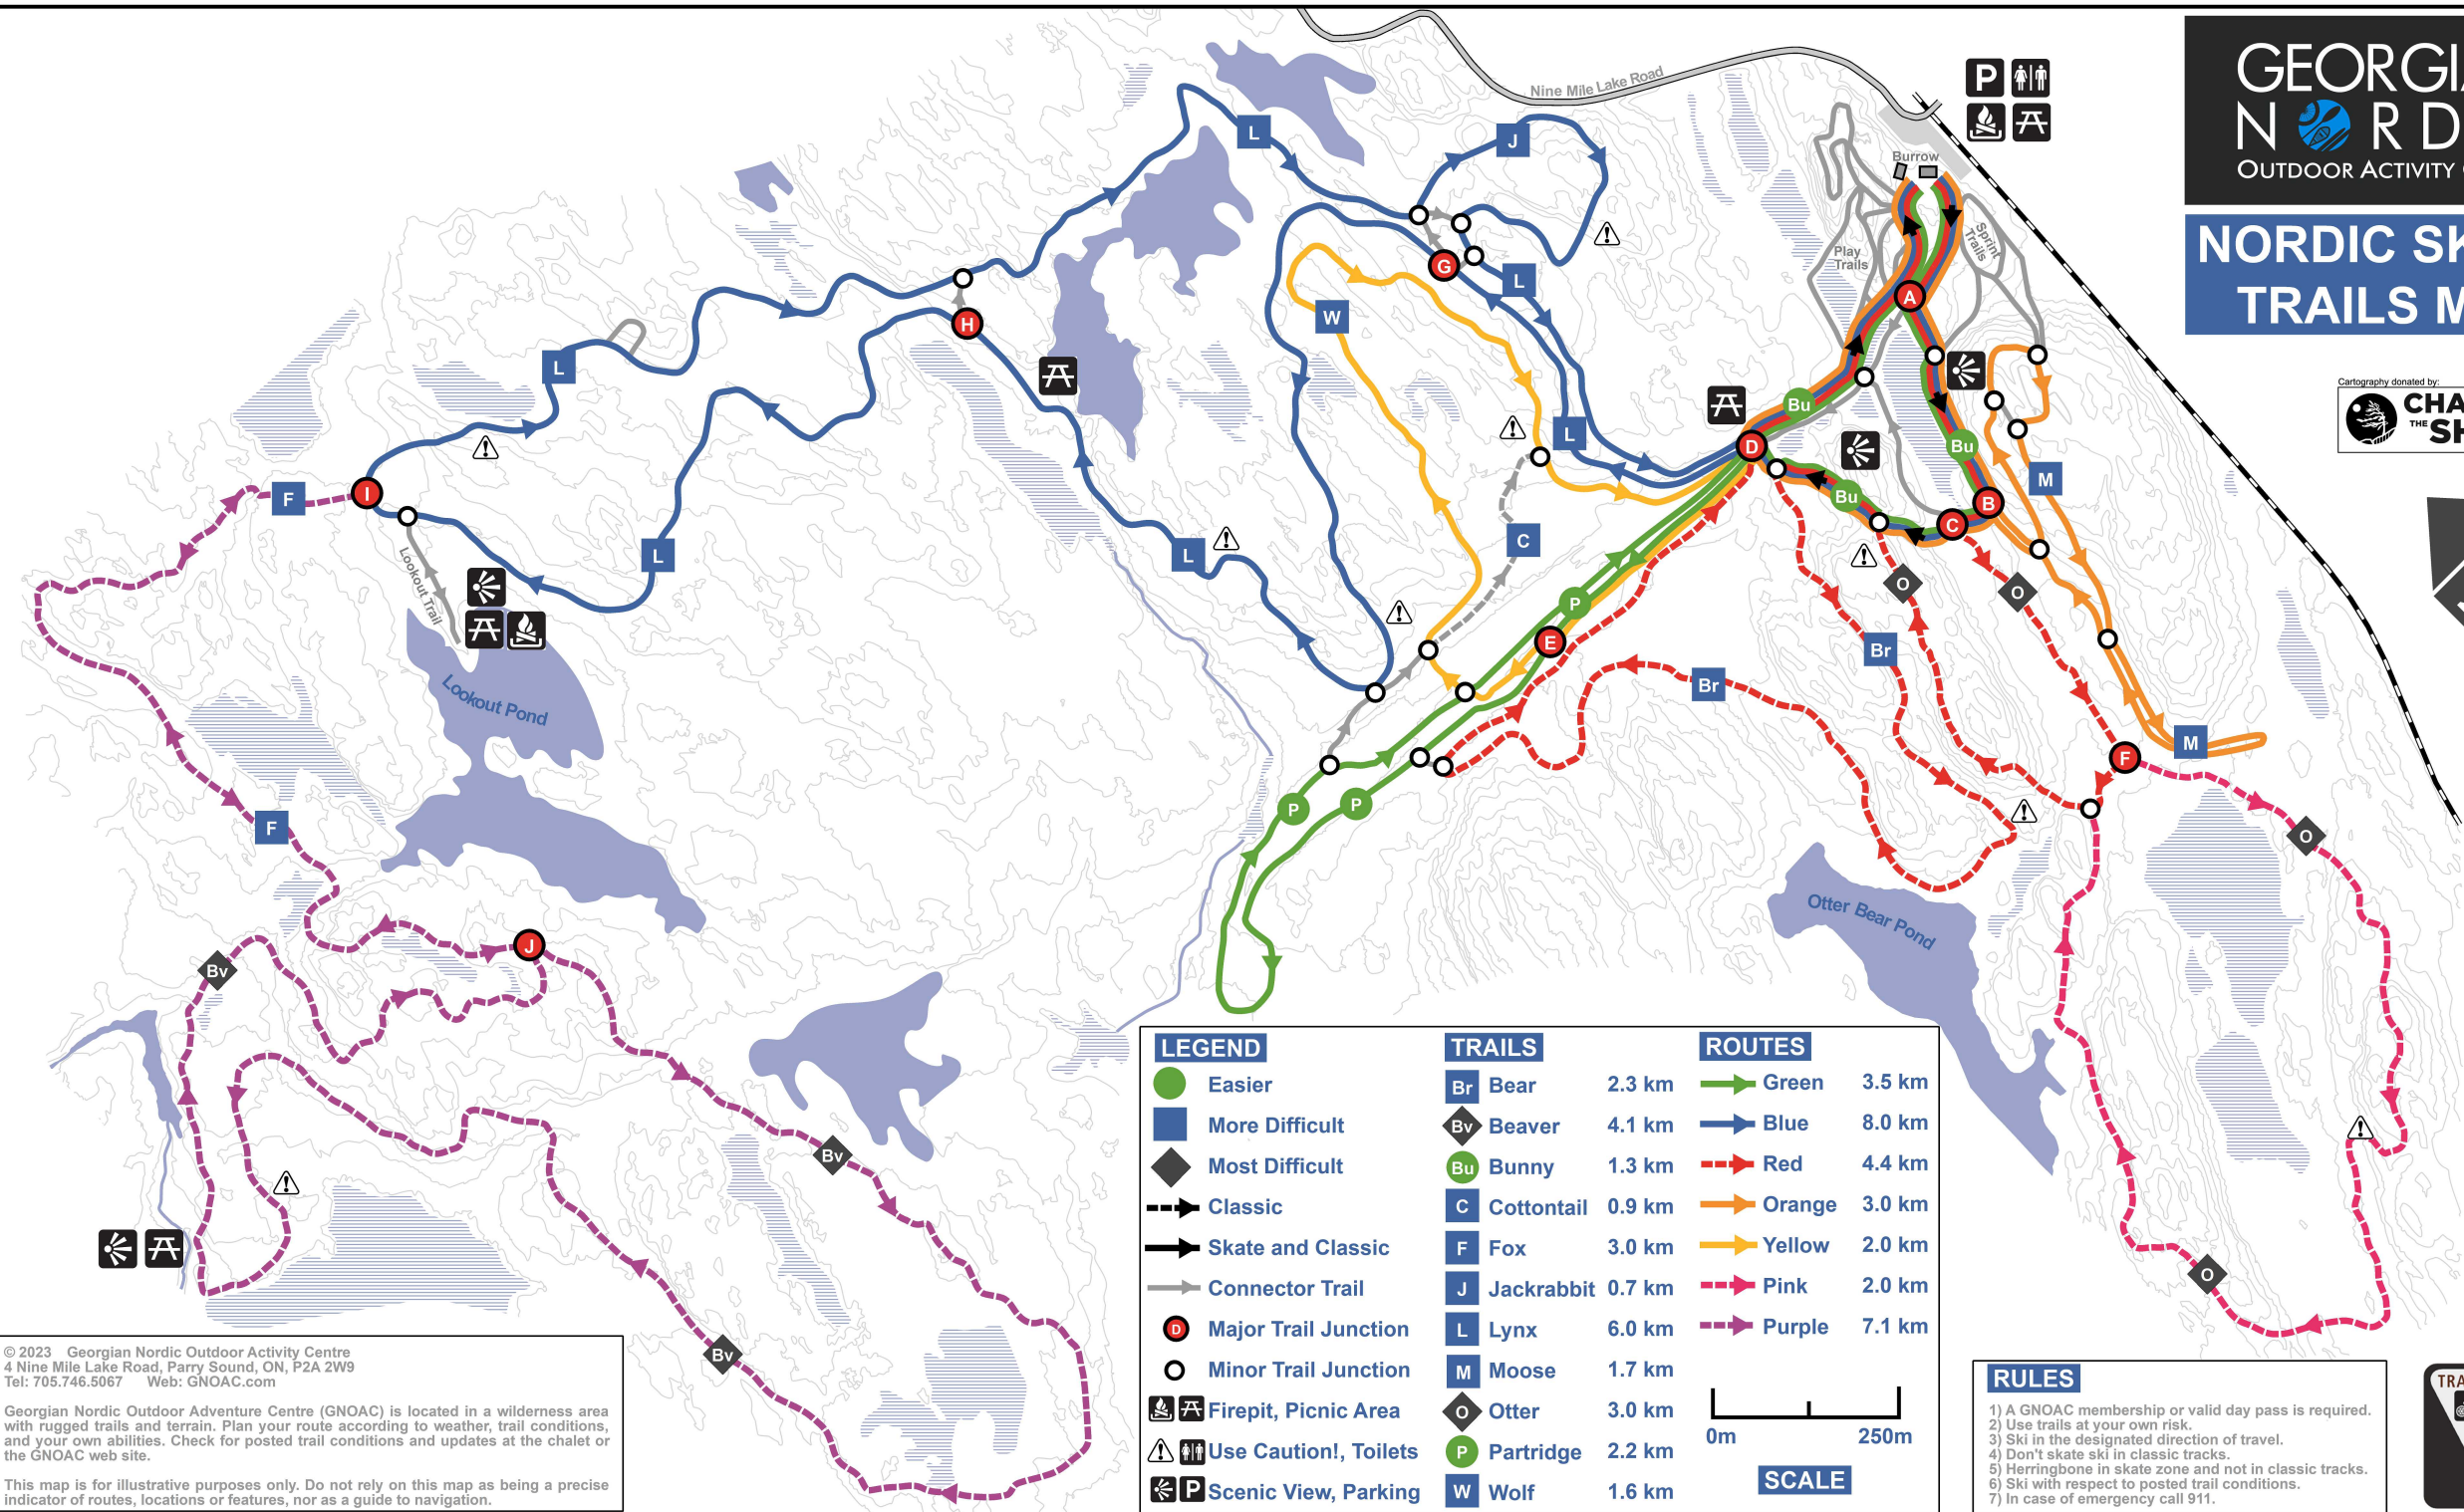 Nine Mile Lake Road
P
GEORGIA
N RD
OUTDOOR ACTIVITY
NORDIC SK
TRAILS M
Cartography donated by:
CHA
THE SH
Burrow
Play
Trails
Sprint
Trails
L
J
L
W
G
A
H
L
L
Bu
D
Bu
Bu
M
B
C
F
I
L
L
C
O
O
P
E
Br
Br
Lookout Trail
Lookout Pond
M
F
P
P
O
F
Otter Bear Pond
J
Bv
Bv
O
Bv
LEGEND
Easier
More Difficult
Most Difficult
Classic
Skate and Classic
Connector Trail
D Major Trail Junction
Minor Trail Junction
Firepit, Picnic Area
Use Caution!, Toilets
P Scenic View, Parking
TRAILS
Br Bear 2.3 km
Bv Beaver 4.1 km
Bu Bunny 1.3 km
C Cottontail 0.9 km
F Fox 3.0 km
J Jackrabbit 0.7 km
L Lynx 6.0 km
M Moose 1.7 km
O Otter 3.0 km
P Partridge 2.2 km
W Wolf 1.6 km
ROUTES
Green 3.5 km
Blue 8.0 km
Red 4.4 km
Orange 3.0 km
Yellow 2.0 km
Pink 2.0 km
Purple 7.1 km
0m 250m
SCALE
© 2023 Georgian Nordic Outdoor Activity Centre
4 Nine Mile Lake Road, Parry Sound, ON, P2A 2W9
Tel: 705.746.5067 Web: GNOAC.com
Georgian Nordic Outdoor Adventure Centre (GNOAC) is located in a wilderness area
with rugged trails and terrain. Plan your route according to weather, trail conditions,
and your own abilities. Check for posted trail conditions and updates at the chalet or
the GNOAC web site.
This map is for illustrative purposes only. Do not rely on this map as being a precise
indicator of routes, locations or features, nor as a guide to navigation.
RULES
1) A GNOAC membership or valid day pass is required.
2) Use trails at your own risk.
3) Ski in the designated direction of travel.
4) Don't skate ski in classic tracks.
5) Herringbone in skate zone and not in classic tracks.
6) Ski with respect to posted trail conditions.
7) In case of emergency call 911.
TRA